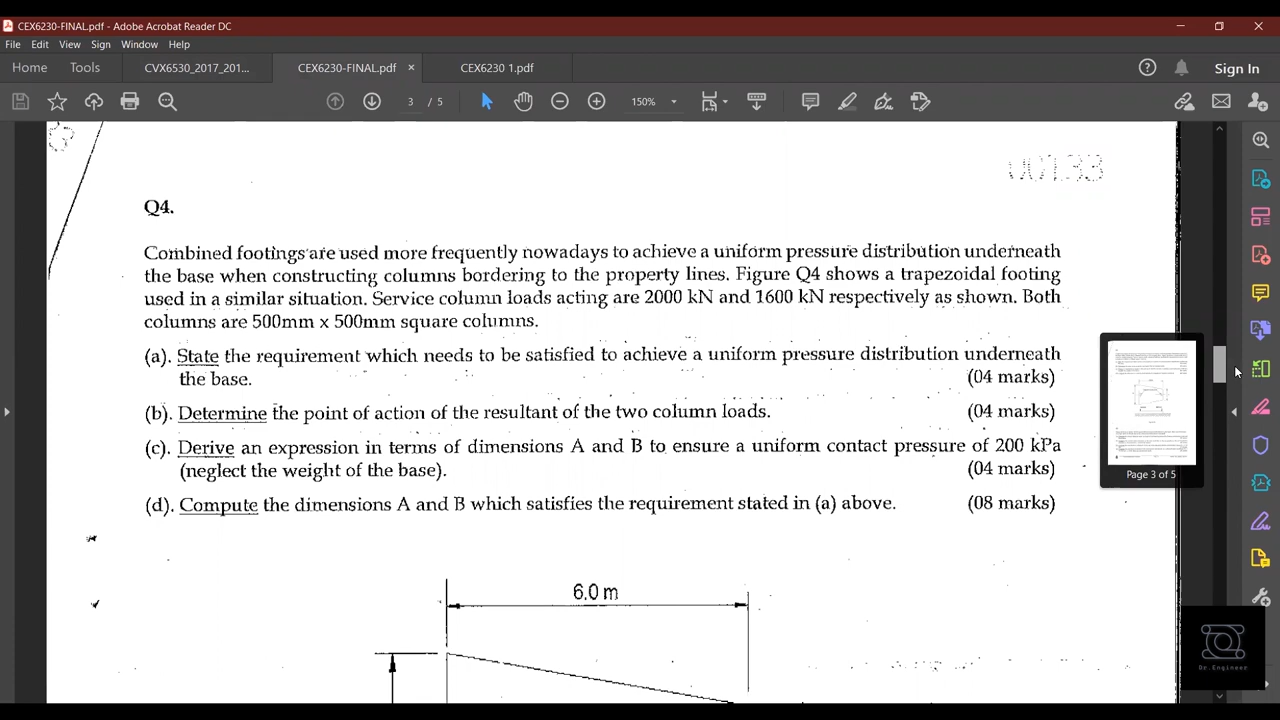 CEX6230-FINAL.pdf - Adobe Acrobat Reader DC
File Edit View Sign Window Help
Home Tools CVX6530_2017_201... CEX6230-FINAL.pdf × CEX6230 1.pdf Sign In
3 / 5 150%
00133
Q4.
Combined footings are used more frequently nowadays to achieve a uniform pressure distribution underneath
the base when constructing columns bordering to the property lines. Figure Q4 shows a trapezoidal footing
used in a similar situation. Service column loads acting are 2000 kN and 1600 kN respectively as shown. Both
columns are 500mm x 500mm square columns.
(a). State the requirement which needs to be satisfied to achieve a uniform pressure distribution underneath
the base. (04 marks)
(b). Determine the point of action of the resultant of the two column loads. (04 marks)
(c). Derive an expression in terms of dimensions A and B to ensure a uniform contact pressure of 200 kPa
(neglect the weight of the base). (04 marks)
(d). Compute the dimensions A and B which satisfies the requirement stated in (a) above. (08 marks)
6.0 m
Page 3 of 5
Dr.Engineer